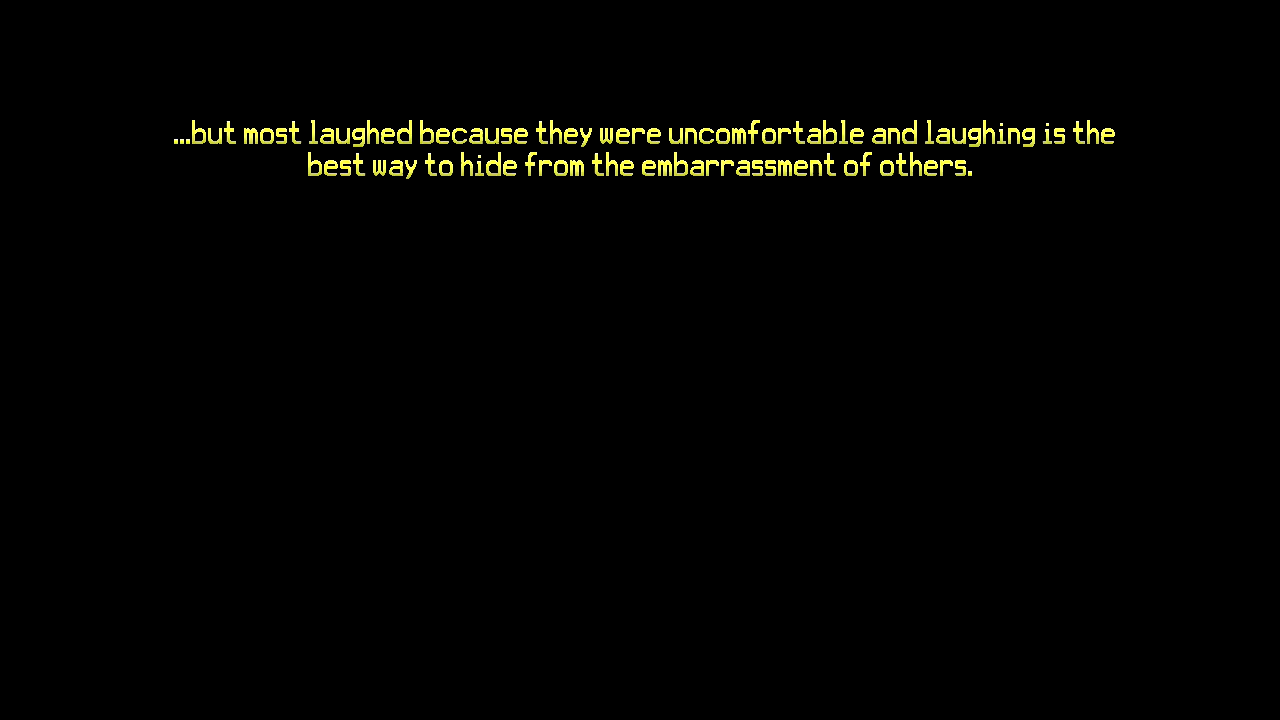 ...but most laughed because they were uncomfortable and laughing is the
best way to hide from the embarrassment of others.